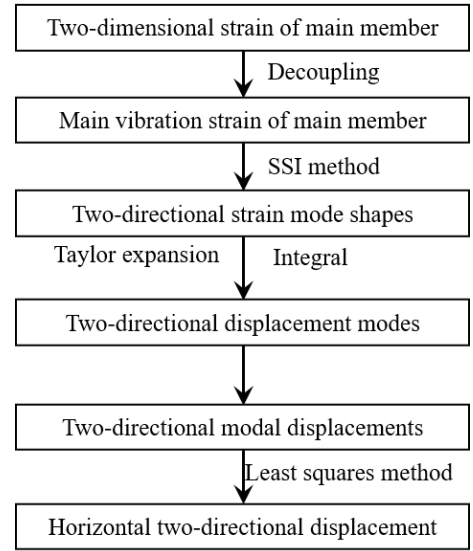 Two-dimensional strain of main member
Decoupling
Main vibration strain of main member
SSI method
Two-directional strain mode shapes
Taylor expansion Integral
Two-directional displacement modes
Two-directional modal displacements
Least squares method
Horizontal two-directional displacement